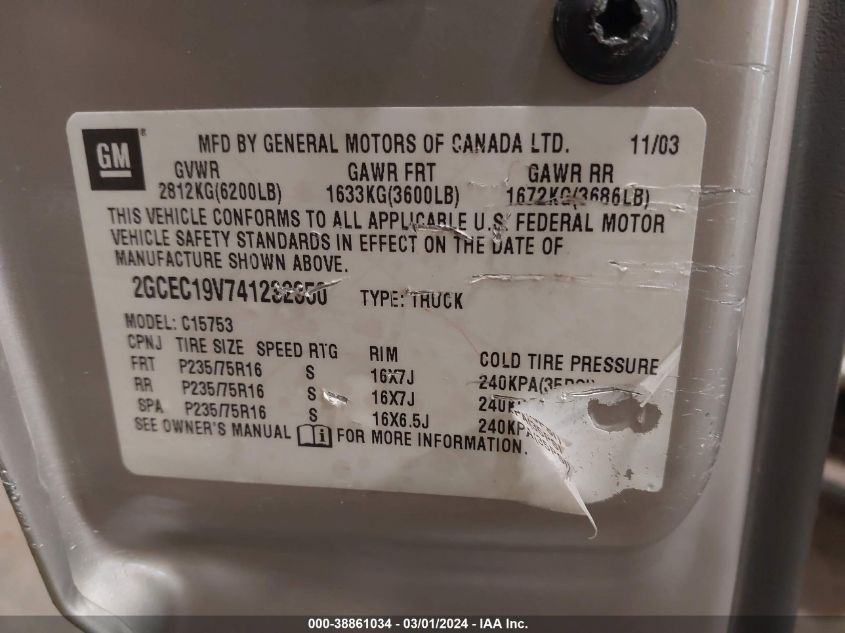 GM ®
MFD BY GENERAL MOTORS OF CANADA LTD. 11/03
GVWR GAWR FRT GAWR RR
2812KG(6200LB) 1633KG(3600LB) 1672KG(3686LB)
THIS VEHICLE CONFORMS TO ALL APPLICABLE U.S. FEDERAL MOTOR
VEHICLE SAFETY STANDARDS IN EFFECT ON THE DATE OF
MANUFACTURE SHOWN ABOVE.
TYPE: TRUCK
MODEL: C15753
CPNJ TIRE SIZE SPEED RTG RIM COLD TIRE PRESSURE
FRT P235/75R16 S 16X7J 240KPA(35PSI)
RR P235/75R16 S 16X7J
SPA P235/75R16 S 16X6.5J 240KPA
SEE OWNER'S MANUAL FOR MORE INFORMATION.
000-38861034 - 03/01/2024 - IAA Inc.